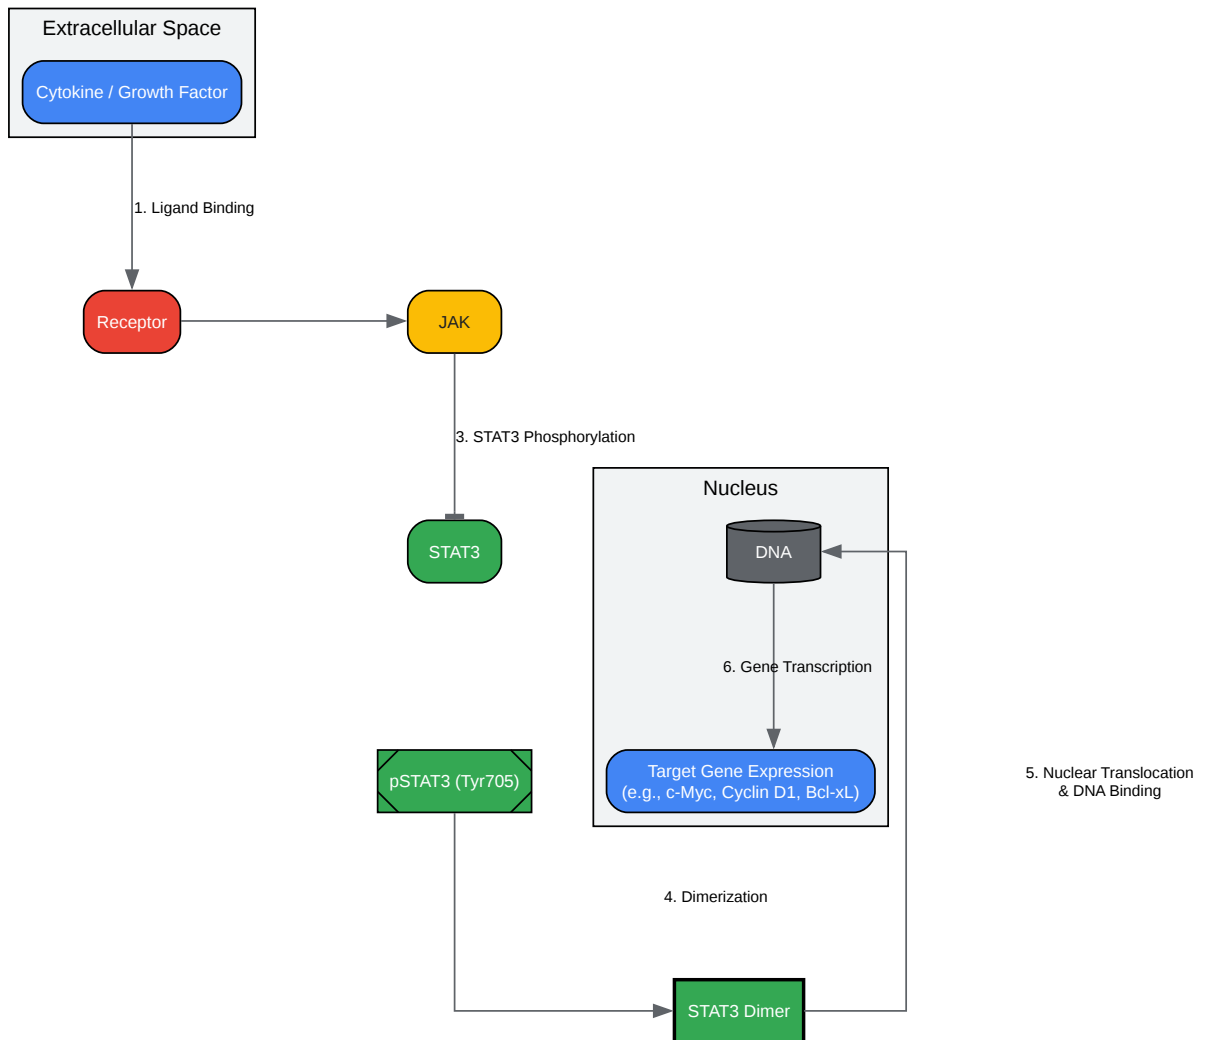 Extracellular Space
Cytokine / Growth Factor
1. Ligand Binding
Receptor
JAK
3. STAT3 Phosphorylation
Nucleus
STAT3
DNA
6. Gene Transcription
pSTAT3 (Tyr705)
Target Gene Expression
(e.g., c-Myc, Cyclin D1, Bcl-xL)
5. Nuclear Translocation
& DNA Binding
4. Dimerization
STAT3 Dimer